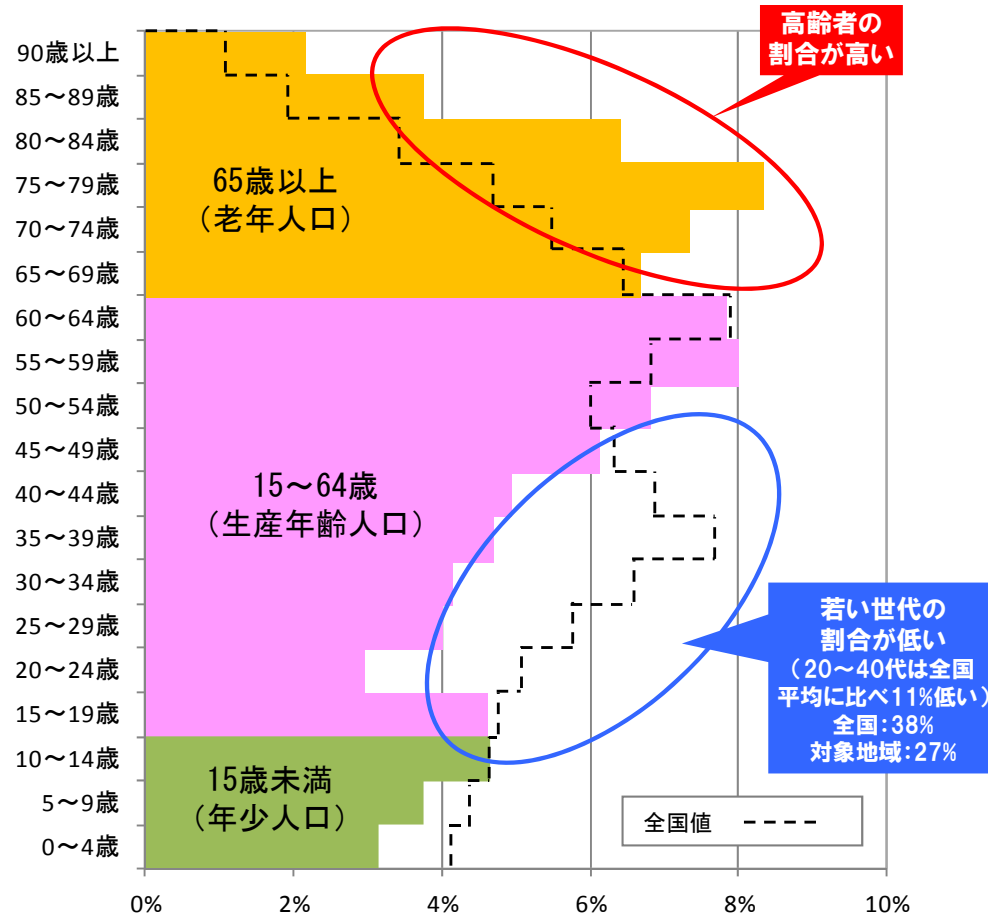 高齢者の
割合が高い
90歳以上
85～89歳
80～84歳
75～79歳
70～74歳
65～69歳
60～64歳
55～59歳
50～54歳
45～49歳
40～44歳
35～39歳
30～34歳
25～29歳
20～24歳
15～19歳
10～14歳
5～9歳
0～4歳
65歳以上
（老年人口）
15～64歳
（生産年齢人口）
15歳未満
（年少人口）
若い世代の
割合が低い
（20～40代は全国
平均に比べ11%低い）
全国：38%
対象地域：27%
全国値
0% 2% 4% 6% 8% 10%